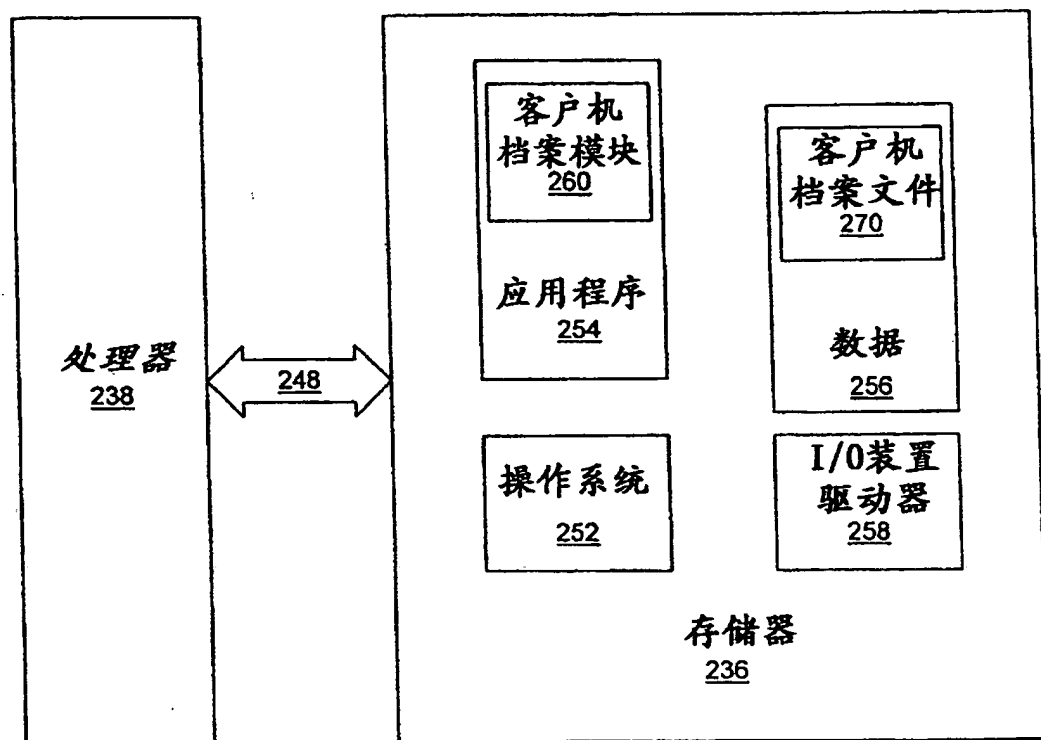 客户机
档案模块
260
应用程序
254
客户机
档案文件
270
数据
256
处理器
238
248
操作系统
252
I/O装置
驱动器
258
存储器
236